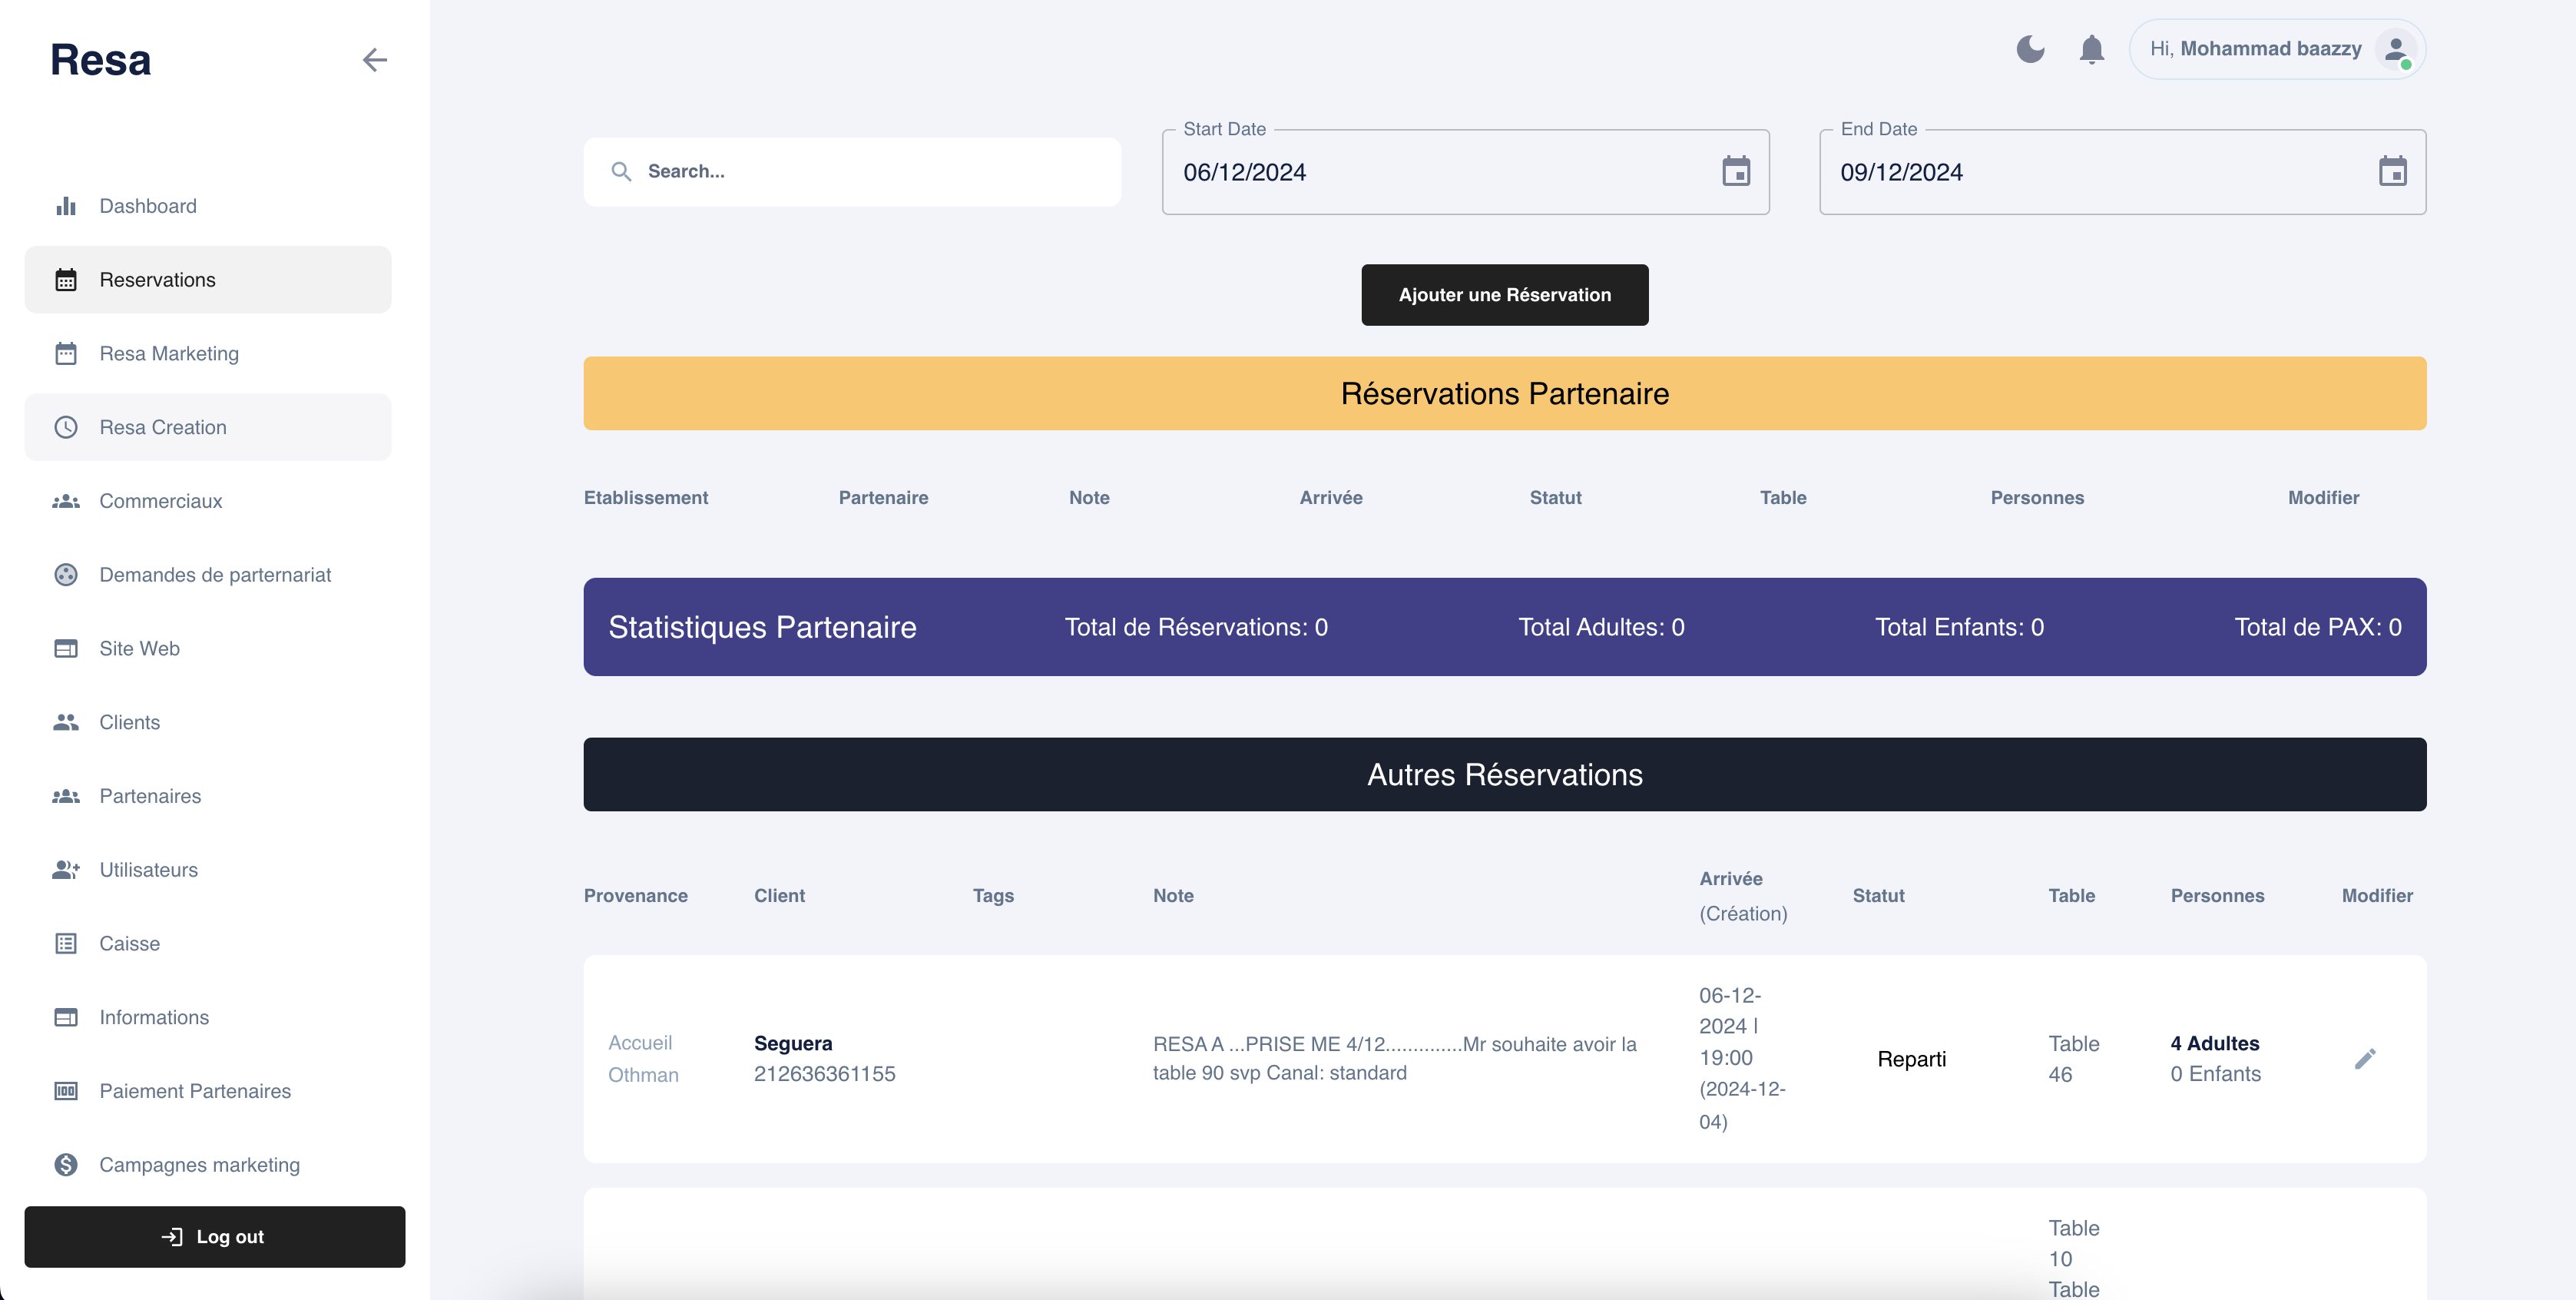 Resa
Hi, Mohammad baazzy
Dashboard
Reservations
Resa Marketing
Resa Creation
Commerciaux
Demandes de parternariat
Site Web
Clients
Partenaires
Utilisateurs
Caisse
Informations
Paiement Partenaires
Campagnes marketing
Log out
Search...
Start Date
06/12/2024
End Date
09/12/2024
Ajouter une Réservation
Réservations Partenaire
Etablissement Partenaire Note Arrivée Statut Table Personnes Modifier
Statistiques Partenaire Total de Réservations: 0 Total Adultes: 0 Total Enfants: 0 Total de PAX: 0
Autres Réservations
Provenance Client Tags Note Arrivée (Création) Statut Table Personnes Modifier
Accueil
Othman
Seguera
212636361155
RESA A ...PRISE ME 4/12..............Mr souhaite avoir la
table 90 svp Canal: standard
06-12-
2024 |
19:00
(2024-12-
04)
Reparti
Table
46
4 Adultes
0 Enfants
Table
10
Table